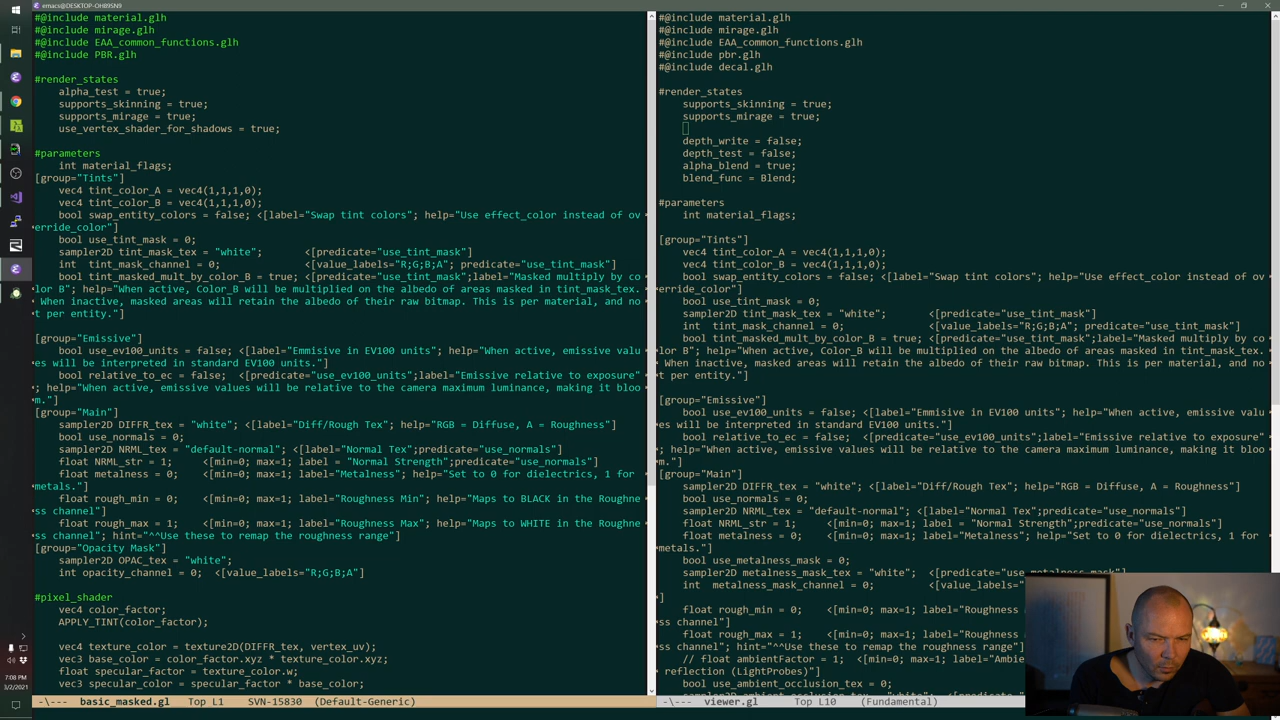 emacs@DESKTOP-OH89SN9
#@include material.glh
#@include mirage.glh
#@include EAA_common_functions.glh
#@include PBR.glh
#render_states
alpha_test = true;
supports_skinning = true;
supports_mirage = true;
use_vertex_shader_for_shadows = true;
#parameters
int material_flags;
[group="Tints"]
vec4 tint_color_A = vec4(1,1,1,0);
vec4 tint_color_B = vec4(1,1,1,0);
bool swap_entity_colors = false; <[label="Swap tint colors"; help="Use effect_color instead of ov
erride_color"]
bool use_tint_mask = 0;
sampler2D tint_mask_tex = "white"; <[predicate="use_tint_mask"]
int tint_mask_channel = 0; <[value_labels="R;G;B;A"; predicate="use_tint_mask"]
bool tint_masked_mult_by_color_B = true; <[predicate="use_tint_mask";label="Masked multiply by co
lor B"; help="When active, Color_B will be multiplied on the albedo of areas masked in tint_mask_tex.
When inactive, masked areas will retain the albedo of their raw bitmap. This is per material, and no
t per entity."]
[group="Emissive"]
bool use_ev100_units = false; <[label="Emmisive in EV100 units"; help="When active, emissive valu
es will be interpreted in standard EV100 units."]
bool relative_to_ec = false; <[predicate="use_ev100_units";label="Emissive relative to exposure"
; help="When active, emissive values will be relative to the camera maximum luminance, making it bloo
m."]
[group="Main"]
sampler2D DIFFR_tex = "white"; <[label="Diff/Rough Tex"; help="RGB = Diffuse, A = Roughness"]
bool use_normals = 0;
sampler2D NRML_tex = "default-normal"; <[label="Normal Tex";predicate="use_normals"]
float NRML_str = 1; <[min=0; max=1; label = "Normal Strength";predicate="use_normals"]
float metalness = 0; <[min=0; max=1; label="Metalness"; help="Set to 0 for dielectrics, 1 for
metals."]
float rough_min = 0; <[min=0; max=1; label="Roughness Min"; help="Maps to BLACK in the Roughne
ss channel"]
float rough_max = 1; <[min=0; max=1; label="Roughness Max"; help="Maps to WHITE in the Roughne
ss channel"; hint="^^Use these to remap the roughness range"]
[group="Opacity Mask"]
sampler2D OPAC_tex = "white";
int opacity_channel = 0; <[value_labels="R;G;B;A"]
#pixel_shader
vec4 color_factor;
APPLY_TINT(color_factor);
vec4 texture_color = texture2D(DIFFR_tex, vertex_uv);
vec3 base_color = color_factor.xyz * texture_color.xyz;
float specular_factor = texture_color.w;
vec3 specular_color = specular_factor * base_color;
-\--- basic_masked.gl Top L1 SVN-15830 (Default-Generic)
#@include material.glh
#@include mirage.glh
#@include EAA_common_functions.glh
#@include pbr.glh
#@include decal.glh
#render_states
supports_skinning = true;
supports_mirage = true;
depth_write = false;
depth_test = false;
alpha_blend = true;
blend_func = Blend;
#parameters
int material_flags;
[group="Tints"]
vec4 tint_color_A = vec4(1,1,1,0);
vec4 tint_color_B = vec4(1,1,1,0);
bool swap_entity_colors = false; <[label="Swap tint colors"; help="Use effect_color instead of ov
erride_color"]
bool use_tint_mask = 0;
sampler2D tint_mask_tex = "white"; <[predicate="use_tint_mask"]
int tint_mask_channel = 0; <[value_labels="R;G;B;A"; predicate="use_tint_mask"]
bool tint_masked_mult_by_color_B = true; <[predicate="use_tint_mask";label="Masked multiply by co
lor B"; help="When active, Color_B will be multiplied on the albedo of areas masked in tint_mask_tex.
When inactive, masked areas will retain the albedo of their raw bitmap. This is per material, and no
t per entity."]
[group="Emissive"]
bool use_ev100_units = false; <[label="Emmisive in EV100 units"; help="When active, emissive valu
es will be interpreted in standard EV100 units."]
bool relative_to_ec = false; <[predicate="use_ev100_units";label="Emissive relative to exposure"
; help="When active, emissive values will be relative to the camera maximum luminance, making it bloo
m."]
[group="Main"]
sampler2D DIFFR_tex = "white"; <[label="Diff/Rough Tex"; help="RGB = Diffuse, A = Roughness"]
bool use_normals = 0;
sampler2D NRML_tex = "default-normal"; <[label="Normal Tex";predicate="use_normals"]
float NRML_str = 1; <[min=0; max=1; label = "Normal Strength";predicate="use_normals"]
float metalness = 0; <[min=0; max=1; label="Metalness"; help="Set to 0 for dielectrics, 1 for
metals."]
bool use_metalness_mask = 0;
sampler2D metalness_mask_tex = "white"; <[predicate="use_metalness_mask"]
int metalness_mask_channel = 0; <[value_labels=
]
float rough_min = 0; <[min=0; max=1; label="Roughness
ss channel"]
float rough_max = 1; <[min=0; max=1; label="Roughness
ss channel"; hint="^^Use these to remap the roughness range"]
// float ambientFactor = 1; <[min=0; max=1; label="Ambie
reflection (LightProbes)]
bool use_ambient_occlusion_tex = 0;
-\--- viewer.gl Top L10 (Fundamental)
7:08 PM
3/2/2021